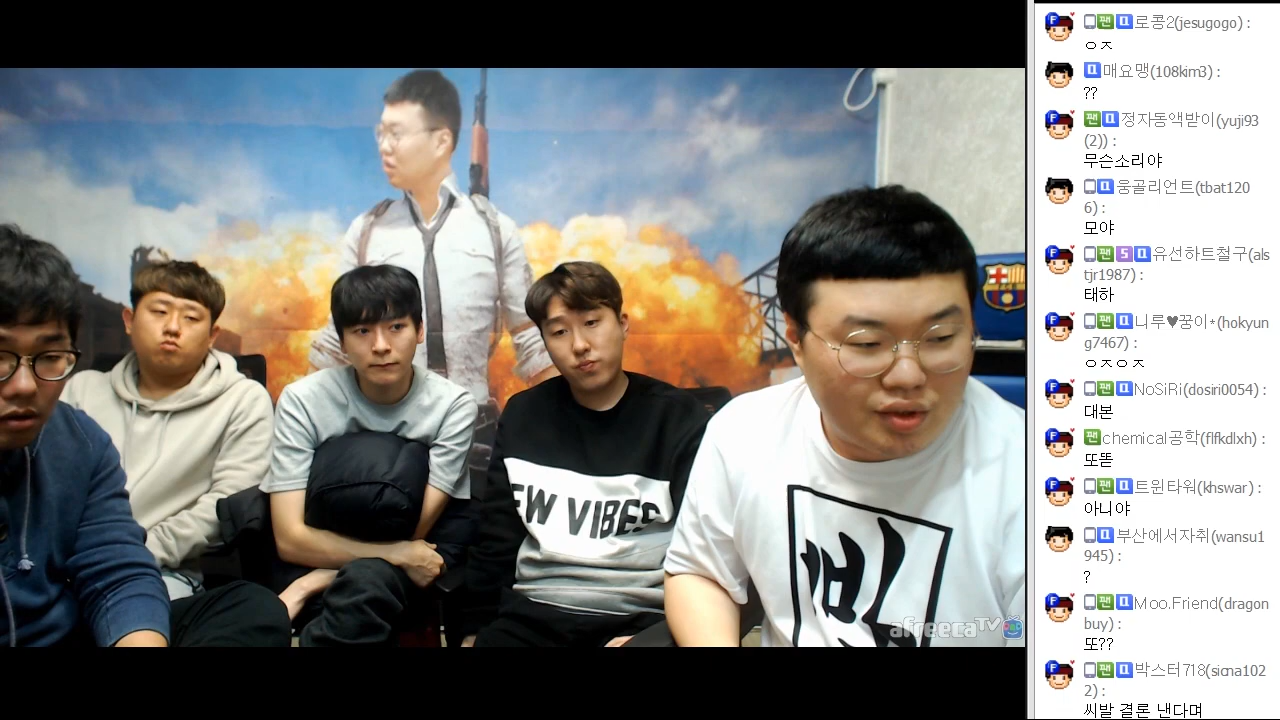 로콩2(jesugogo) :
ㅇㅈ
매요맹(108kim3) :
??
정자동액받이(yuji93
(2)) :
무슨소리야
웅골리언트(tbat120
6) :
모야
유선하트철구(als
tjr1987) :
태하
니루♥꿍이*(hokyun
g7467) :
ㅇㅈㅇㅈ
NoSiRi(dosiri0054) :
대본
chemical공학(flfkdlxh) :
또똗
트윈타워(khswar) :
아니야
부산에서자취(wansu1
945) :
?
Moo.Friend(dragon
buy) :
또??
박스터718(sicna102
2) :
씨발 결론 낸다며
EW VIBES
afreecaTV